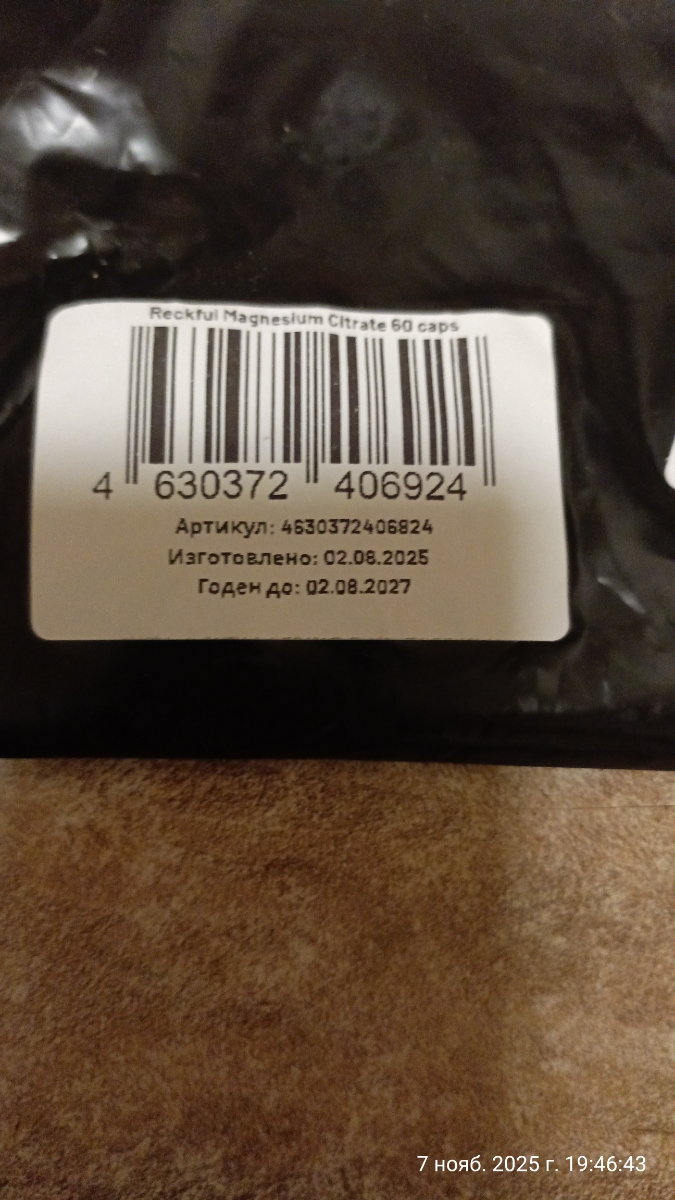 Reckful Magnesium Citrate 60 caps
4 630372 406924
Артикул: 4630372406924
Изготовлено: 02.08.2025
Годен до: 02.08.2027
7 нояб. 2025 г. 19:46:43